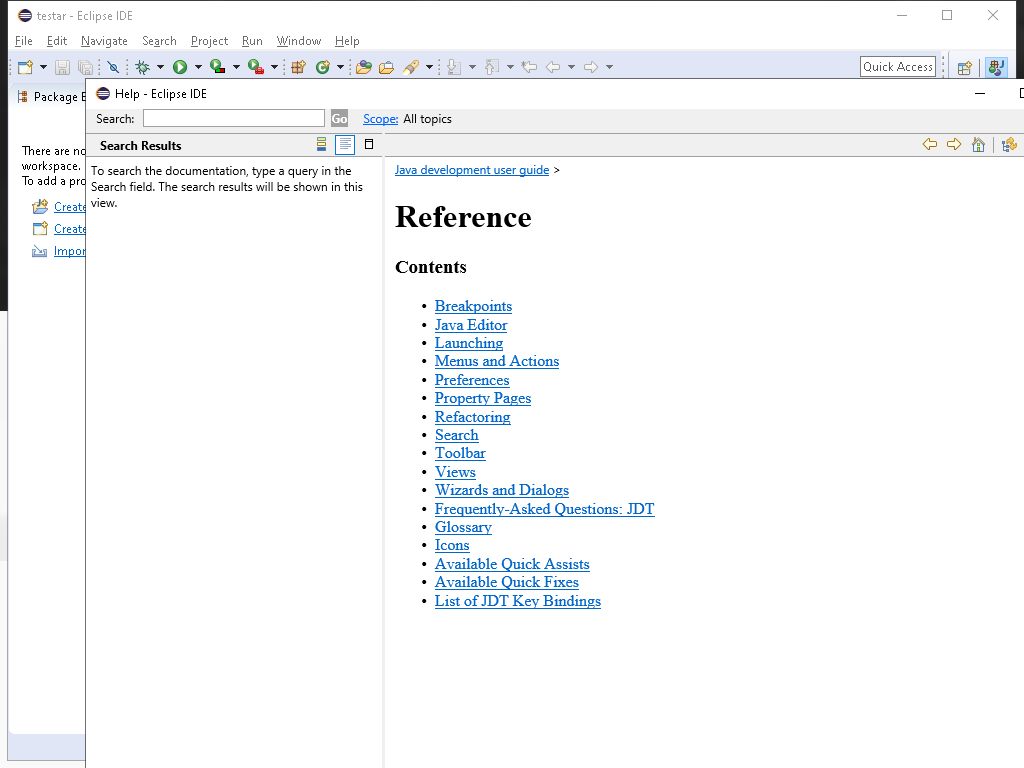 testar - Eclipse IDE
File Edit Navigate Search Project Run Window Help
Quick Access
Package E
Help - Eclipse IDE
Search: Go Scope: All topics
Search Results
There are no
workspace.
To add a pro
Create
Create
Impor
To search the documentation, type a query in the
Search field. The search results will be shown in this
view.
Java development user guide >
Reference
Contents
• Breakpoints
• Java Editor
• Launching
• Menus and Actions
• Preferences
• Property Pages
• Refactoring
• Search
• Toolbar
• Views
• Wizards and Dialogs
• Frequently-Asked Questions: JDT
• Glossary
• Icons
• Available Quick Assists
• Available Quick Fixes
• List of JDT Key Bindings